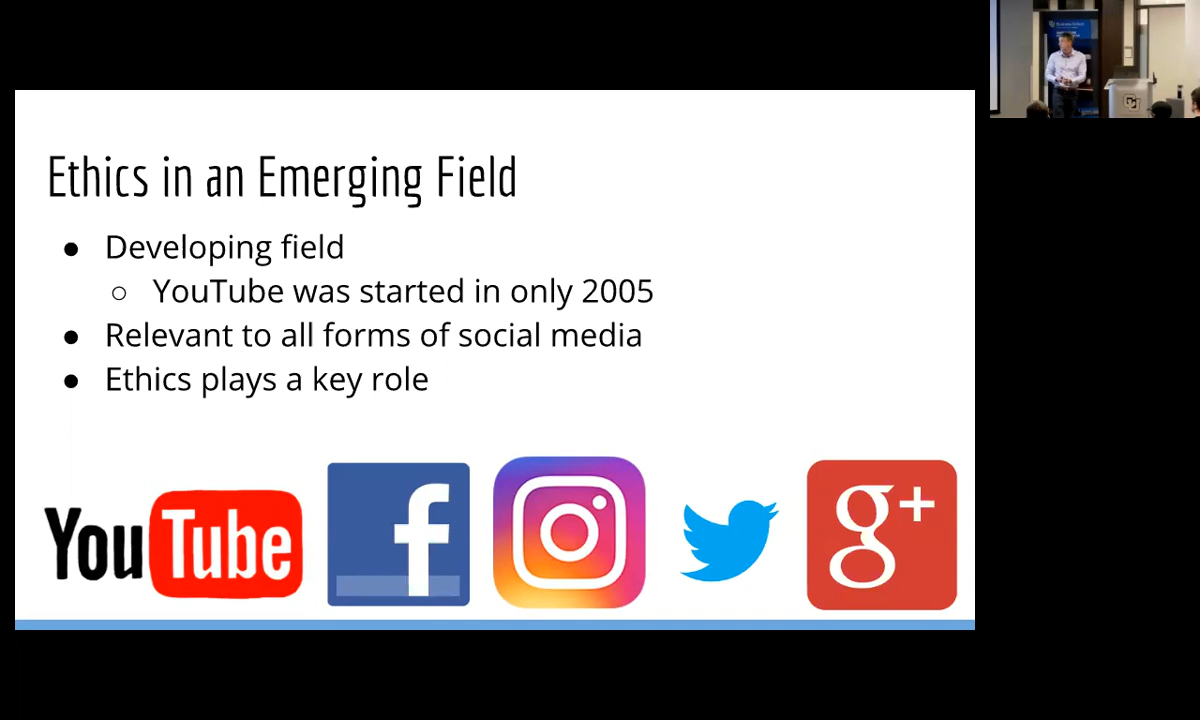 Ethics in an Emerging Field
● Developing field
○ YouTube was started in only 2005
● Relevant to all forms of social media
● Ethics plays a key role
YouTube
f
g+